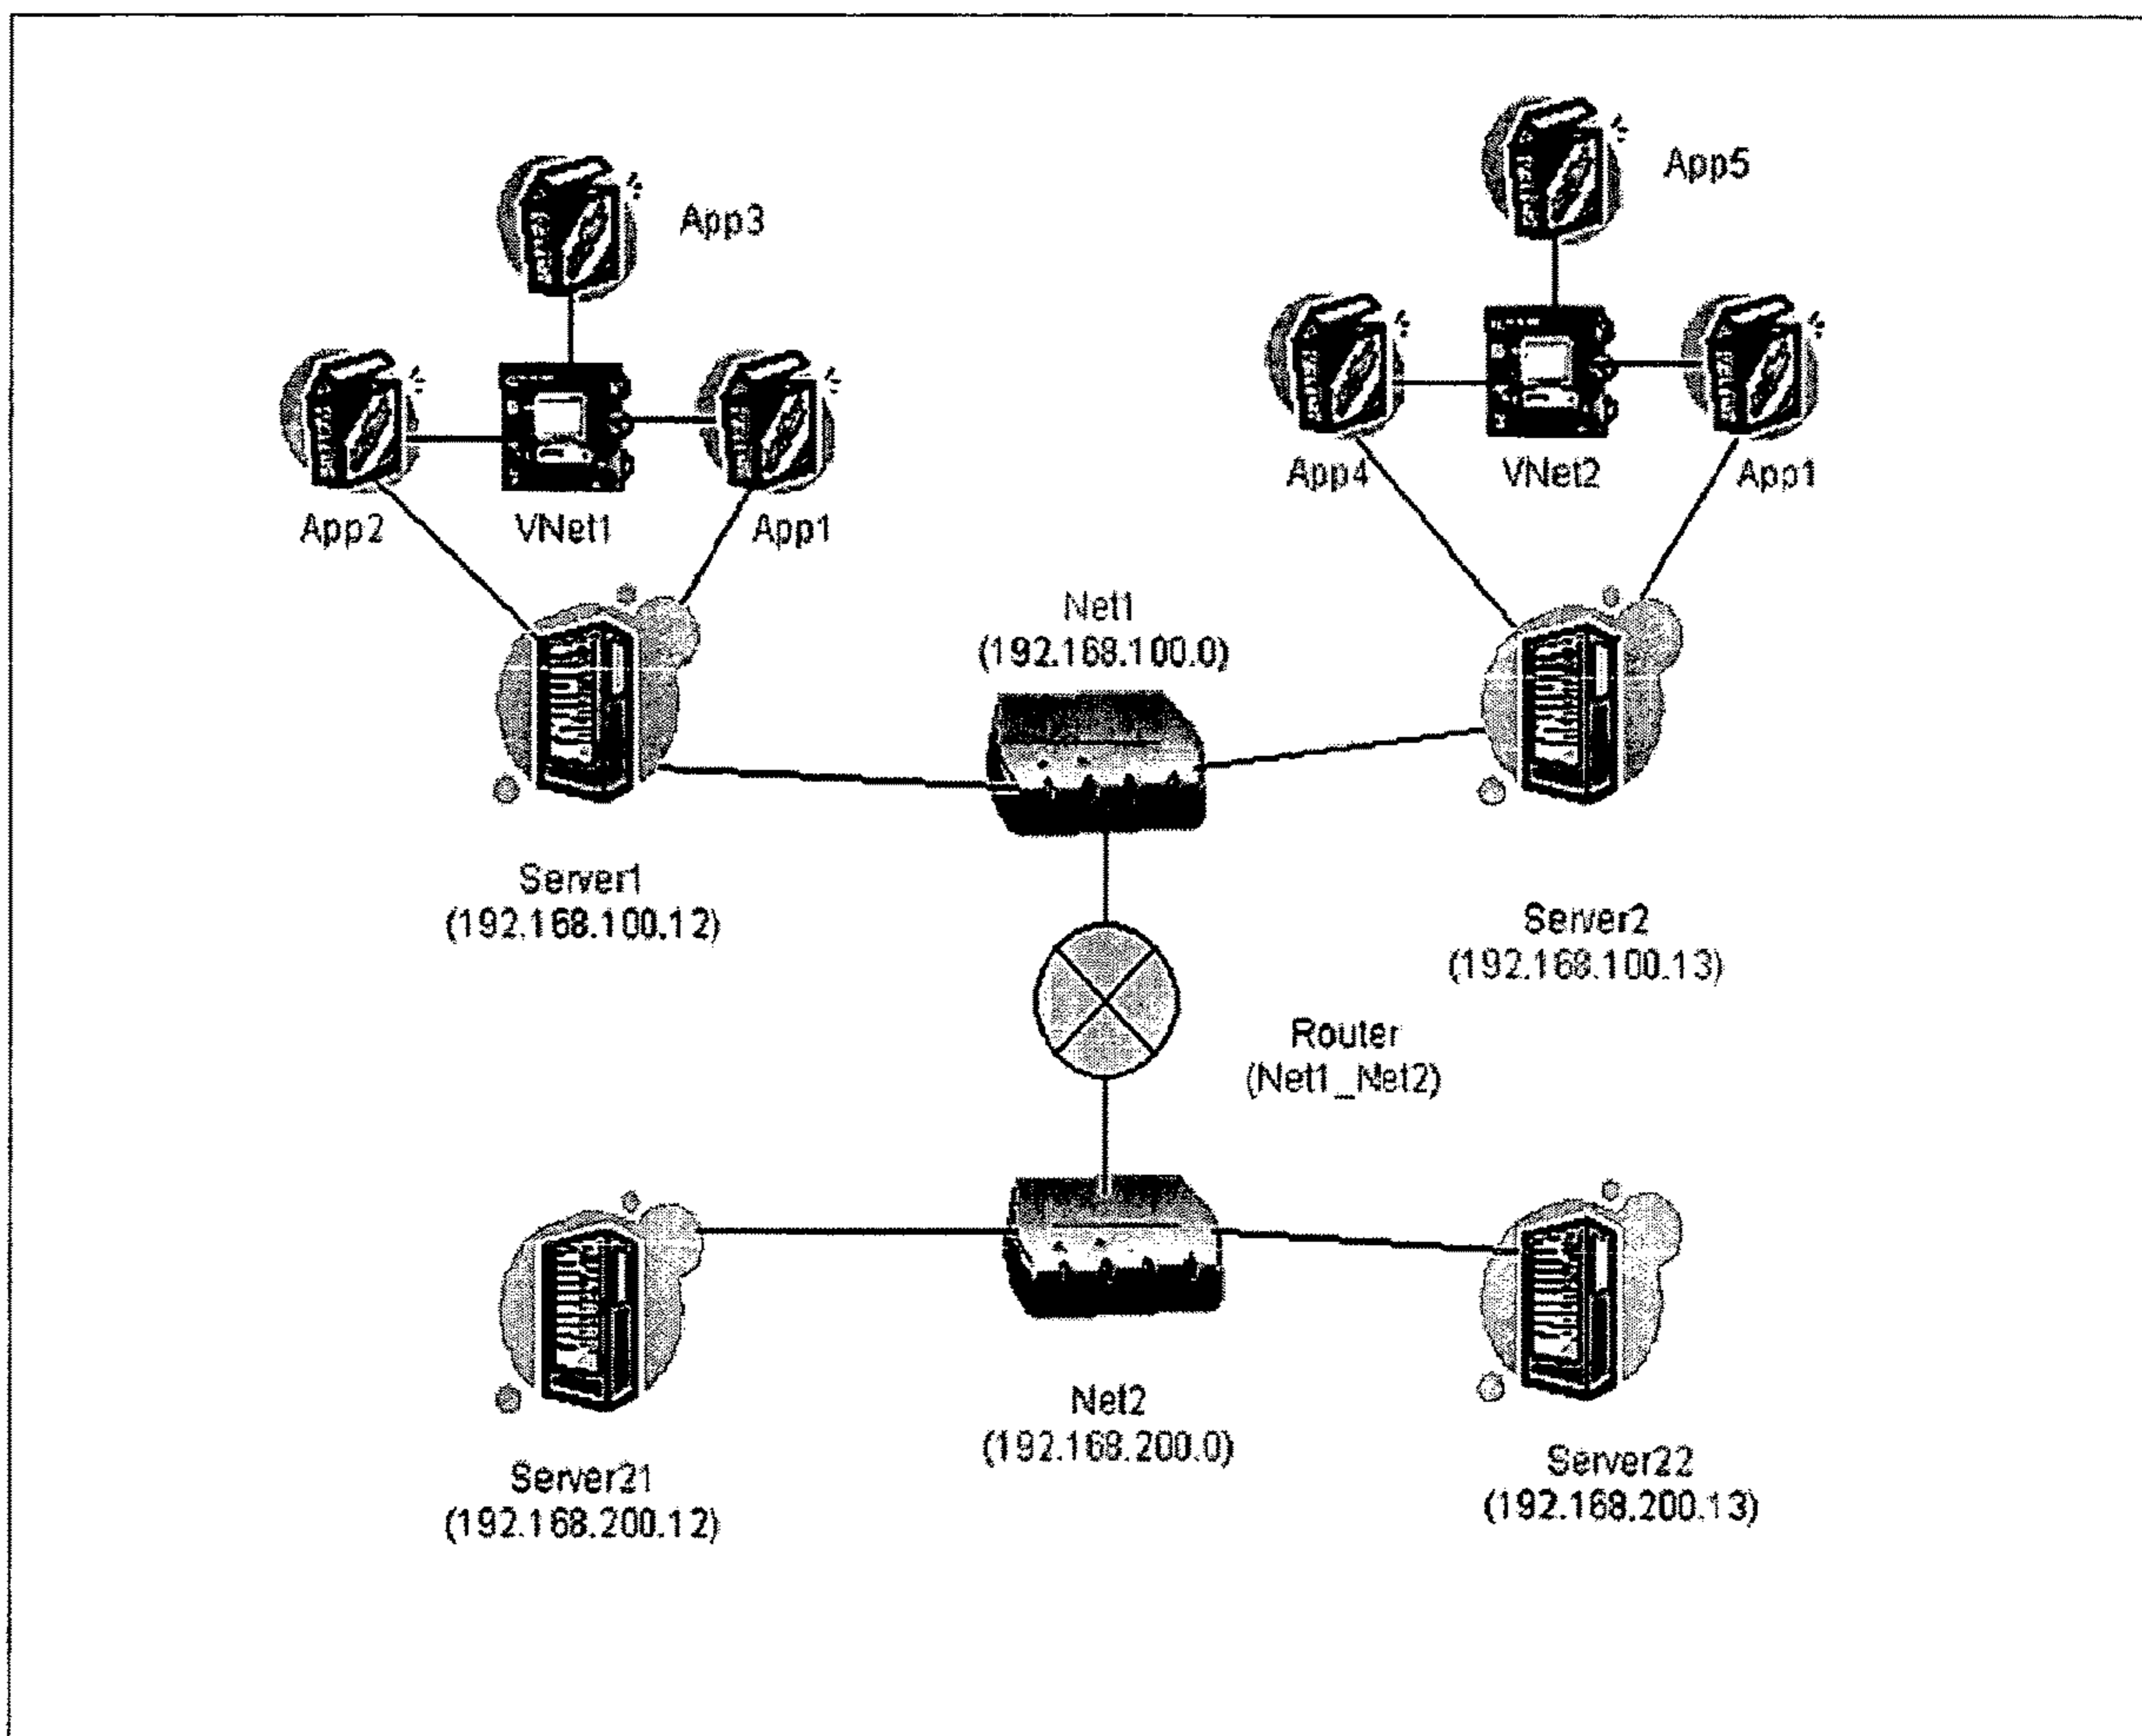 App5
App3
App4
VNet2
App1
App2
VNet1
App1
Net1
(192.168.100.0)
Server1
(192.168.100.12)
Server2
(192.168.100.13)
Router
(Net1_Net2)
Net2
(192.168.200.0)
Server21
(192.168.200.12)
Server22
(192.168.200.13)